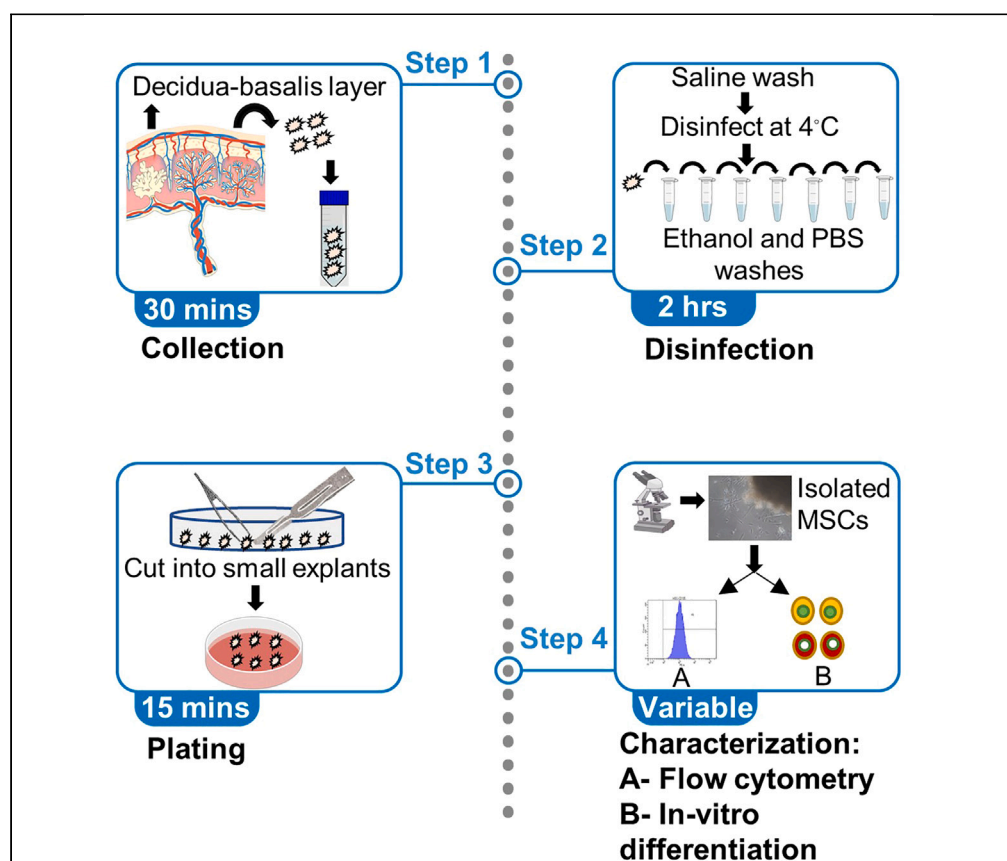 Step 1
Decidua-basalis layer
30 mins
Collection
Step 2
Saline wash
Disinfect at 4°C
Ethanol and PBS
washes
2 hrs
Disinfection
Step 3
Cut into small explants
15 mins
Plating
Step 4
Isolated
MSCs
A
B
Variable
Characterization:
A- Flow cytometry
B- In-vitro
differentiation